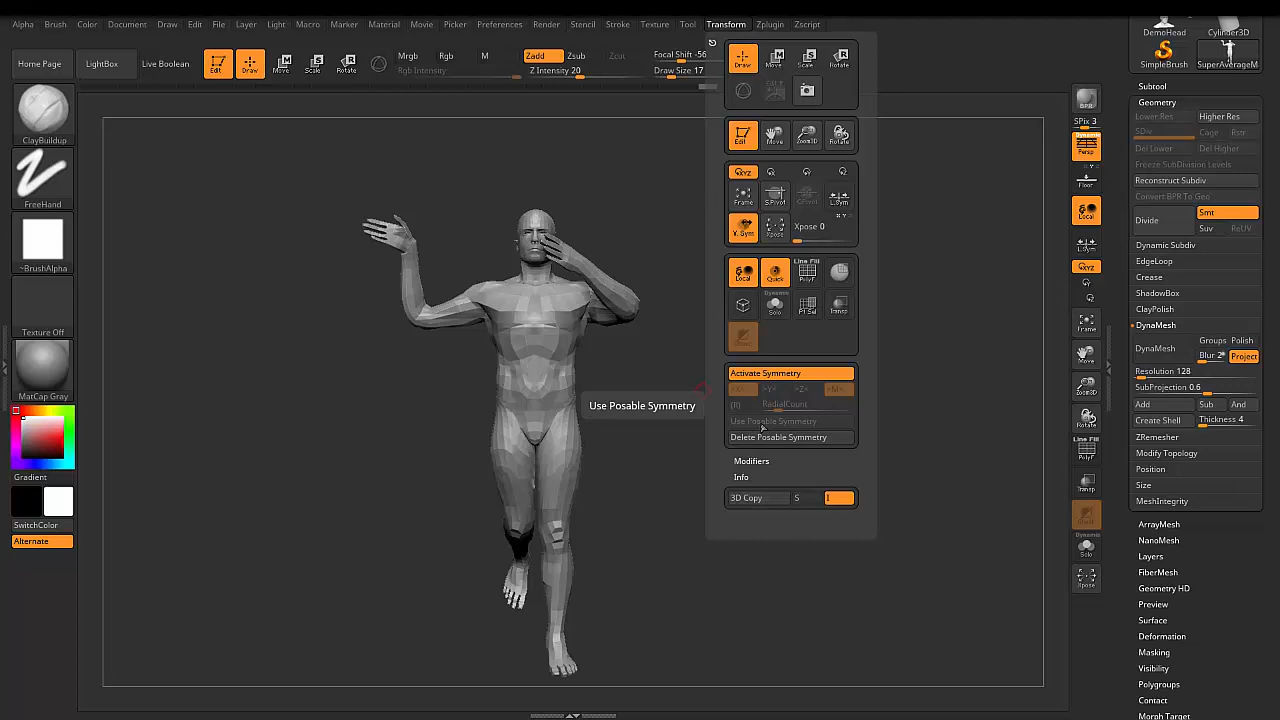 Alpha Brush Color Document Draw Edit File Layer Light Macro Marker Material Movie Picker Preferences Render Stencil Stroke Texture Tool Transform Zplugin Zscript
Home Page
LightBox
Live Boolean
Edit
Draw
Move
Scale
Rotate
Mrgb Rgb M
Rgb Intensity
Zadd Zsub Zcut
Z Intensity 20
Focal Shift -56
Draw Size 17
ClayBuildup
FreeHand
~BrushAlpha
Texture Off
MatCap Gray
Gradient
SwitchColor
Alternate
Use Posable Symmetry
Draw Move Scale Rotate
Edit Move Zoom3D Rotate
XYZ
Frame S.Pivot C.Pivot L.Sym
V. Sym Xpose Xpose 0
Line Fill
Local Quick PolyF
Dynamic
Solo Pt Sel Transp
Ghost
Activate Symmetry
>X< >Y< >Z< >M<
(R) RadialCount
Use Posable Symmetry
Delete Posable Symmetry
Modifiers
Info
3D Copy S I
BPR
SPix 3
Dynamic
Persp
Floor
Local
L.Sym
XYZ
Frame
Move
Zoom3D
Rotate
Line Fill
PolyF
Transp
Ghost
Dynamic
Solo
Xpose
DemoHead Cylinder3D
SimpleBrush SuperAverageM
Subtool
Geometry
Lower Res Higher Res
SDiv Cage Rstr
Del Lower Del Higher
Freeze SubDivision Levels
Reconstruct Subdiv
Convert BPR To Geo
Divide Smt
Suv ReUV
Dynamic Subdiv
EdgeLoop
Crease
ShadowBox
ClayPolish
DynaMesh
Groups Polish
DynaMesh Blur 2 Project
Resolution 128
SubProjection 0.6
Add Sub And
Create Shell Thickness 4
ZRemesher
Modify Topology
Position
Size
MeshIntegrity
ArrayMesh
NanoMesh
Layers
FiberMesh
Geometry HD
Preview
Surface
Deformation
Masking
Visibility
Polygroups
Contact
Morph Target